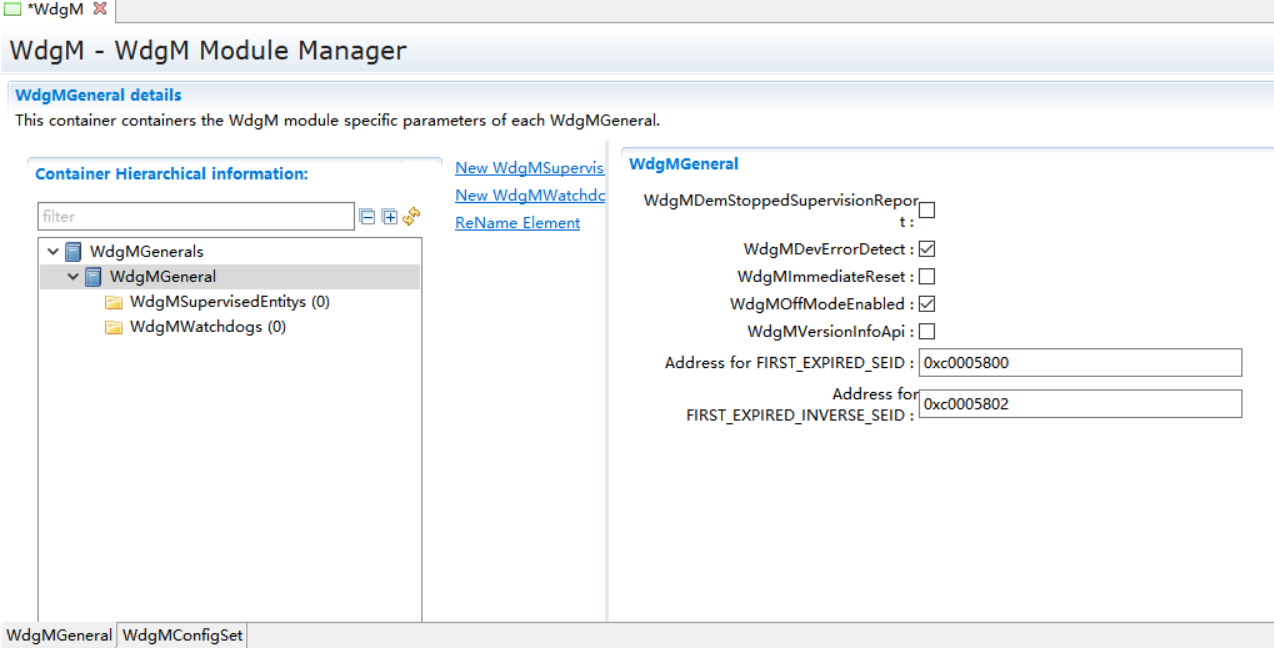 *WdgM
WdgM - WdgM Module Manager
WdgMGeneral details
This container containers the WdgM module specific parameters of each WdgMGeneral.
Container Hierarchical information:
filter
WdgMGenerals
WdgMGeneral
WdgMSupervisedEntitys (0)
WdgMWatchdogs (0)
New WdgMSupervis
New WdgMWatchdo
ReName Element
WdgMGeneral
WdgMDemStoppedSupervisionRepor
t :
WdgMDevErrorDetect :
WdgMImmediateReset :
WdgMOffModeEnabled :
WdgMVersionInfoApi :
Address for FIRST_EXPIRED_SEID : 0xc0005800
Address for
FIRST_EXPIRED_INVERSE_SEID : 0xc0005802
WdgMGeneral WdgMConfigSet